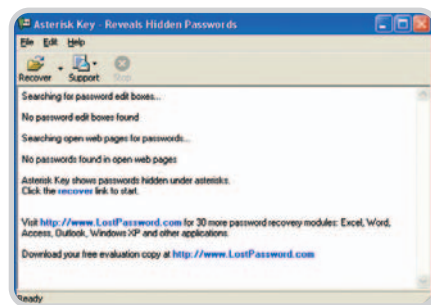 Asterisk Key - Reveals Hidden Passwords
File Edit Help
Recover Support Stop
Searching for password edit boxes...
No password edit boxes found
Searching open web pages for passwords...
No passwords found in open web pages
Asterisk Key shows passwords hidden under asterisks.
Click the recover link to start.
Visit http://www.LostPassword.com for 30 more password recovery modules: Excel, Word,
Access, Outlook, Windows XP and other applications.
Download your free evaluation copy at http://www.LostPassword.com
Ready